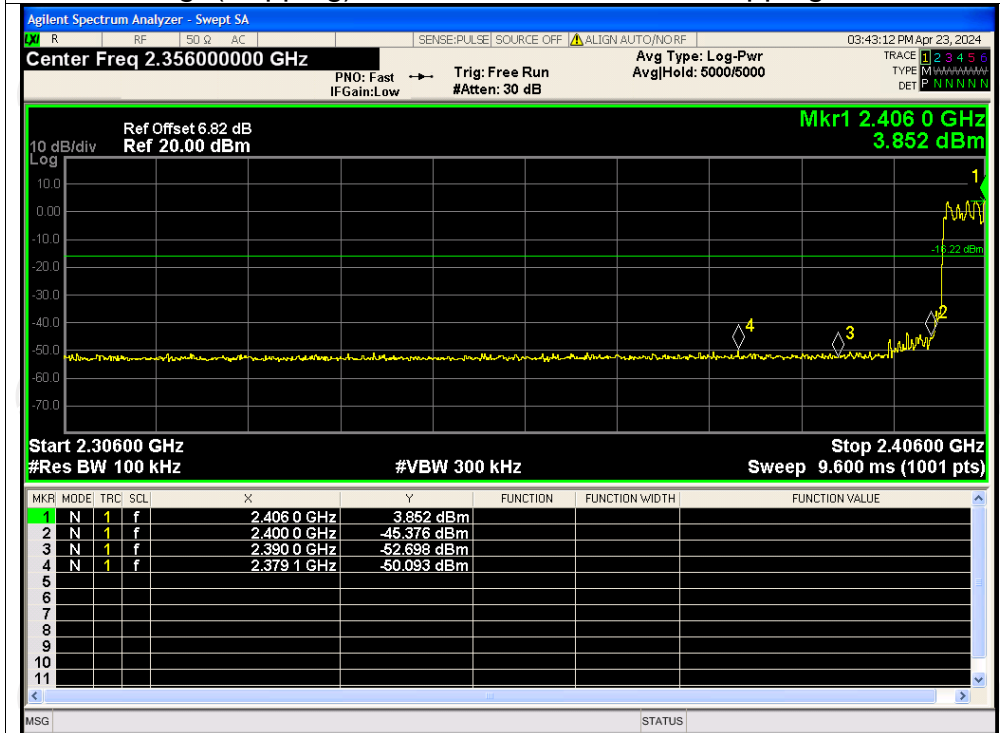 Agilent Spectrum Analyzer - Swept SA
LXI R RF 50 Ω AC SENSE:PULSE SOURCE OFF ALIGN AUTO/NO RF 03:43:12 PM Apr 23, 2024
Center Freq 2.356000000 GHz
PNO: Fast
IFGain:Low
Trig: Free Run
#Atten: 30 dB
Avg Type: Log-Pwr
Avg|Hold: 5000/5000
TRACE 1 2 3 4 5 6
TYPE M
DET P N N N N N
Ref Offset 6.82 dB
10 dB/div Ref 20.00 dBm
Log
Mkr1 2.406 0 GHz
3.852 dBm
10.0
0.00
-10.0
-20.0
-30.0
-40.0
-50.0
-60.0
-70.0
1
-16.22 dBm
2
4
3
Start 2.30600 GHz Stop 2.40600 GHz
#Res BW 100 kHz #VBW 300 kHz Sweep 9.600 ms (1001 pts)
MKR MODE TRC SCL X Y FUNCTION FUNCTION WIDTH FUNCTION VALUE
1 N 1 f 2.406 0 GHz 3.852 dBm
2 N 1 f 2.400 0 GHz -45.376 dBm
3 N 1 f 2.390 0 GHz -52.698 dBm
4 N 1 f 2.379 1 GHz -50.093 dBm
5
6
7
8
9
10
11
MSG STATUS